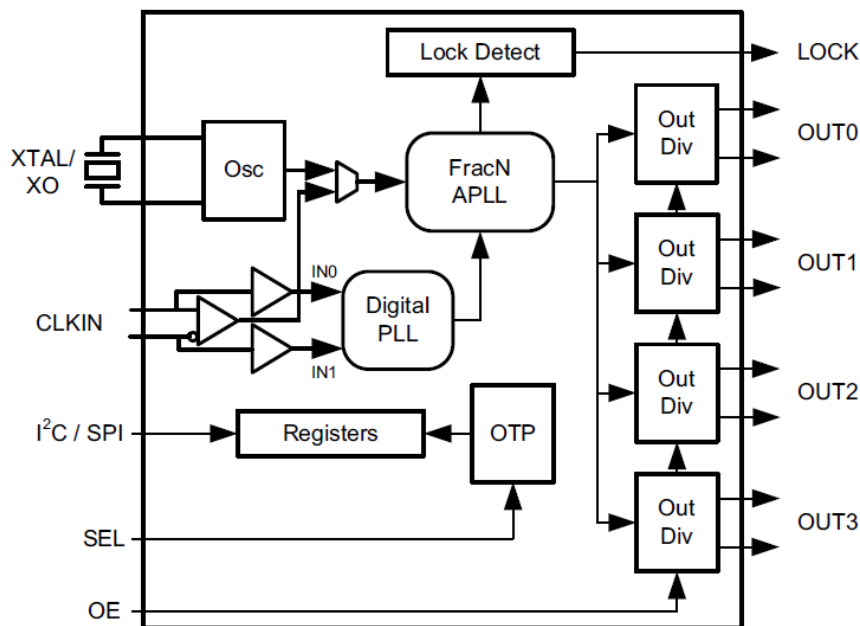 Lock Detect
LOCK
XTAL/
XO
Osc
FracN
APLL
Out
Div
OUT0
CLKIN
IN0
IN1
Digital
PLL
Out
Div
OUT1
Out
Div
OUT2
I²C / SPI
Registers
OTP
SEL
Out
Div
OUT3
OE